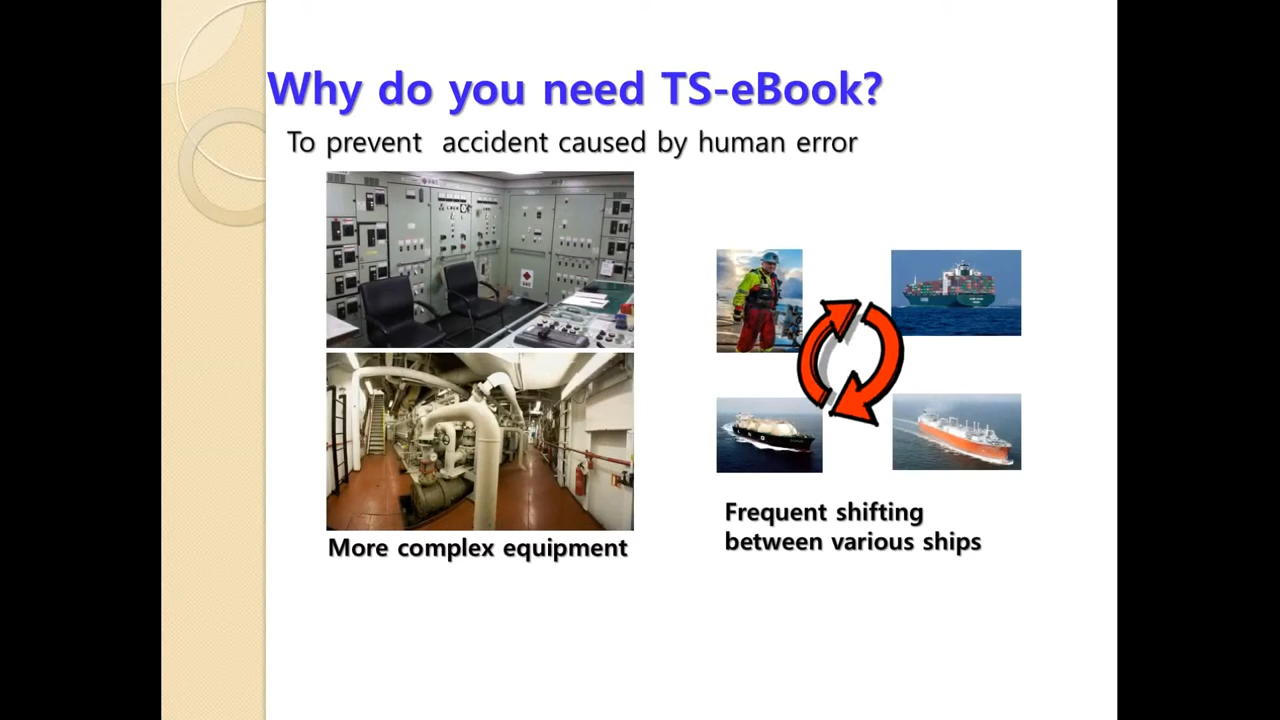 Why do you need TS-eBook?
To prevent accident caused by human error
More complex equipment
Frequent shifting
between various ships